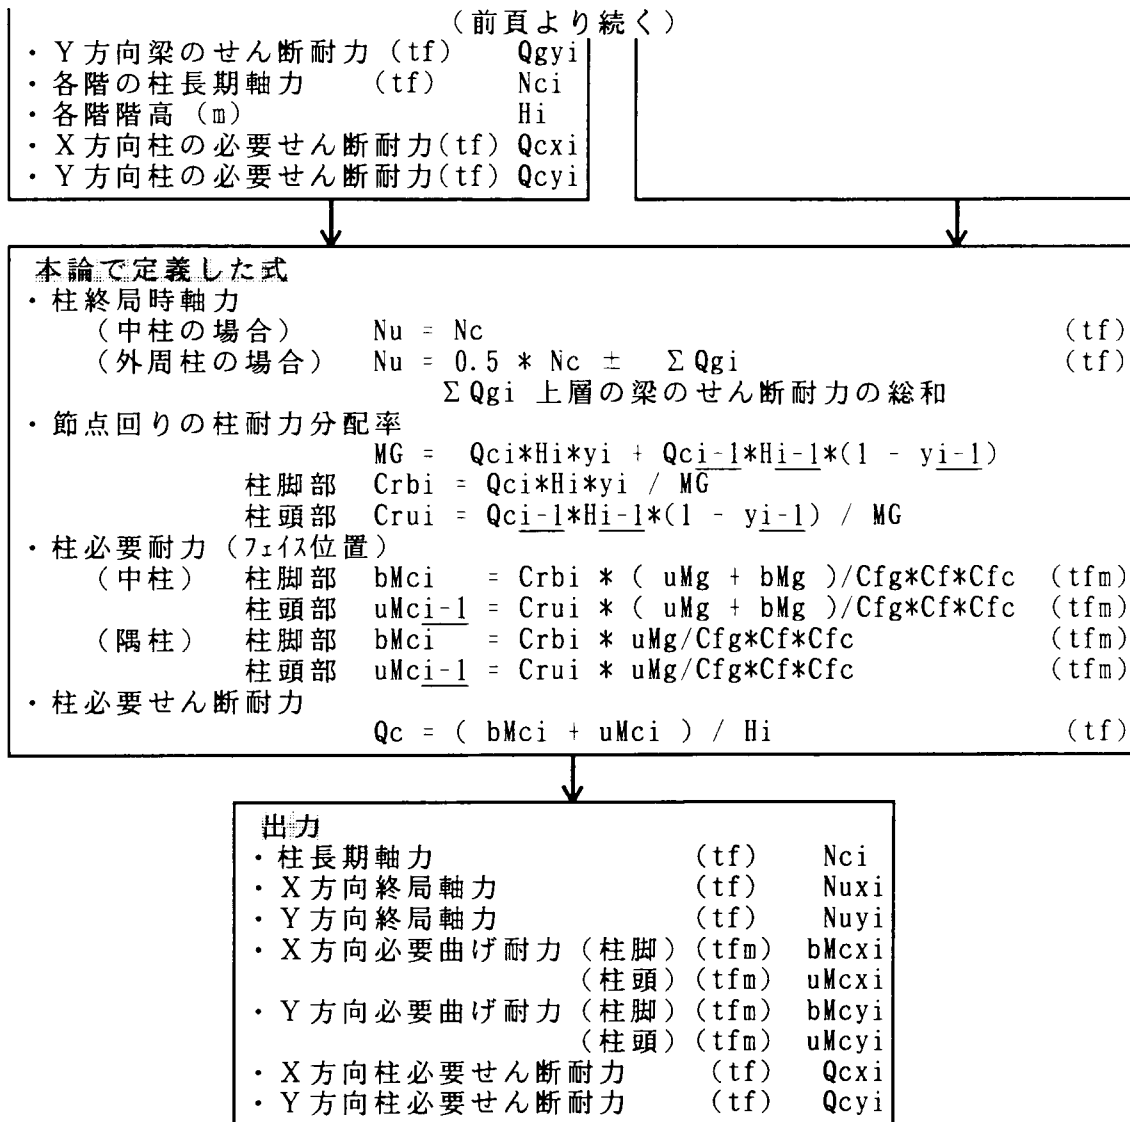 (前頁より続く)
・Y方向梁のせん断耐力(tf) Qgyi
・各階の柱長期軸力 (tf) Nci
・各階階高(m) Hi
・X方向柱の必要せん断耐力(tf) Qcxi
・Y方向柱の必要せん断耐力(tf) Qcyi
本論で定義した式
・柱終局時軸力
(中柱の場合) Nu = Nc (tf)
(外周柱の場合) Nu = 0.5 * Nc ± ΣQgi (tf)
ΣQgi 上層の梁のせん断耐力の総和
・節点回りの柱耐力分配率
MG = Qci*Hi*yi + Qci-1*Hi-1*(1 - yi-1)
柱脚部 Crbi = Qci*Hi*yi / MG
柱頭部 Crui = Qci-1*Hi-1*(1 - yi-1) / MG
・柱必要耐力(フェイス位置)
(中柱) 柱脚部 bMci = Crbi * ( uMg + bMg )/Cfg*Cf*Cfc (tfm)
柱頭部 uMci-1 = Crui * ( uMg + bMg )/Cfg*Cf*Cfc (tfm)
(隅柱) 柱脚部 bMci = Crbi * uMg/Cfg*Cf*Cfc (tfm)
柱頭部 uMci-1 = Crui * uMg/Cfg*Cf*Cfc (tfm)
・柱必要せん断耐力
Qc = ( bMci + uMci ) / Hi (tf)
出力
・柱長期軸力 (tf) Nci
・X方向終局軸力 (tf) Nuxi
・Y方向終局軸力 (tf) Nuyi
・X方向必要曲げ耐力(柱脚)(tfm) bMcxi
(柱頭)(tfm) uMcxi
・Y方向必要曲げ耐力(柱脚)(tfm) bMcyi
(柱頭)(tfm) uMcyi
・X方向柱必要せん断耐力 (tf) Qcxi
・Y方向柱必要せん断耐力 (tf) Qcyi